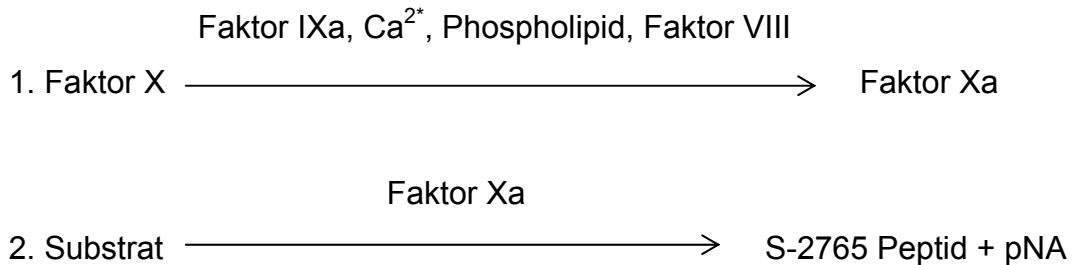 Faktor IXa, Ca²*, Phospholipid, Faktor VIII
1. Faktor X Faktor Xa
Faktor Xa
2. Substrat S-2765 Peptid + pNA